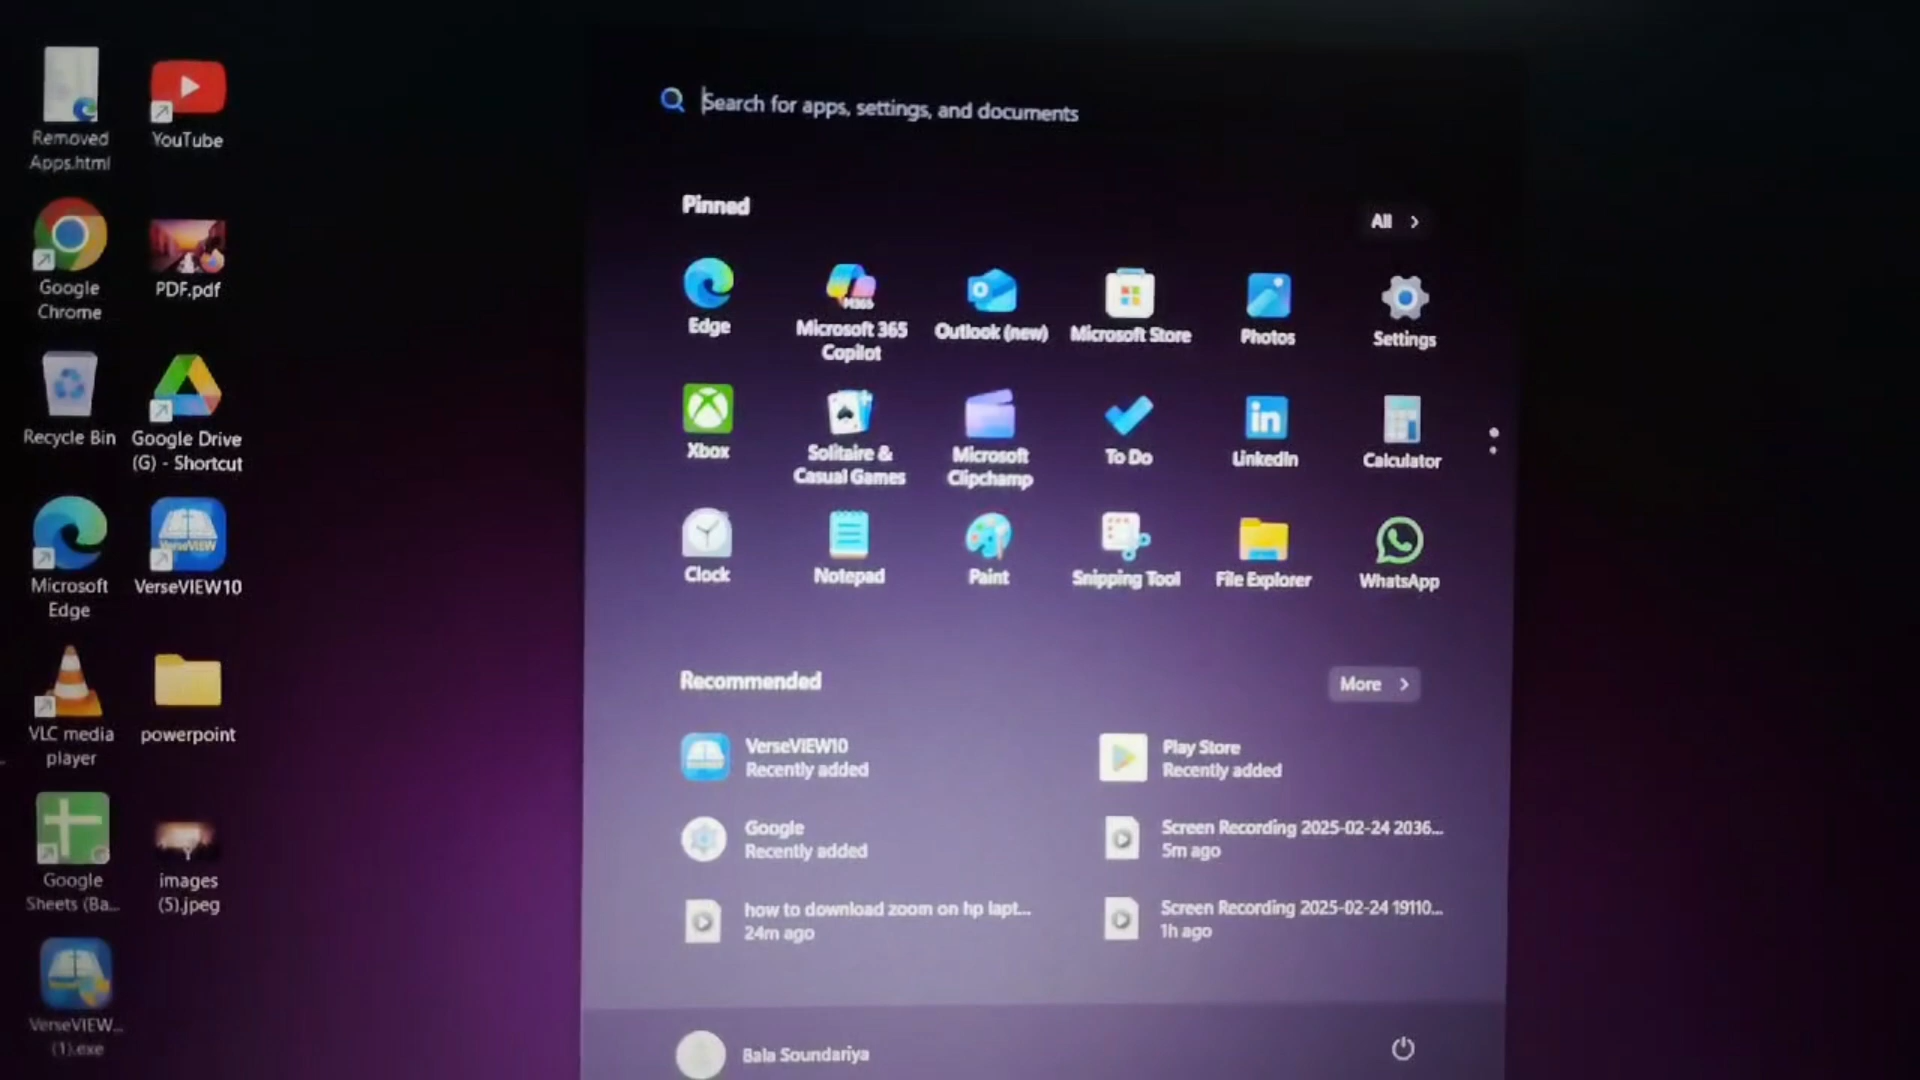 Removed
Apps.html
YouTube
Google
Chrome
PDF.pdf
Recycle Bin
Google Drive
(G) - Shortcut
Microsoft
Edge
VerseVIEW
VerseVIEW10
VLC media
player
powerpoint
Google
Sheets (Ba...
images
(5).jpeg
VerseVIEW...
(1).exe
Search for apps, settings, and documents
Pinned
All
Edge
M365
Microsoft 365
Copilot
Outlook (new)
Microsoft Store
Photos
Settings
Xbox
Solitaire &
Casual Games
Microsoft
Clipchamp
To Do
in
LinkedIn
Calculator
Clock
Notepad
Paint
Snipping Tool
File Explorer
WhatsApp
Recommended
More
VerseVIEW10
Recently added
Play Store
Recently added
Google
Recently added
Screen Recording 2025-02-24 2036...
5m ago
how to download zoom on hp lapt...
24m ago
Screen Recording 2025-02-24 19110...
1h ago
Bala Soundariya